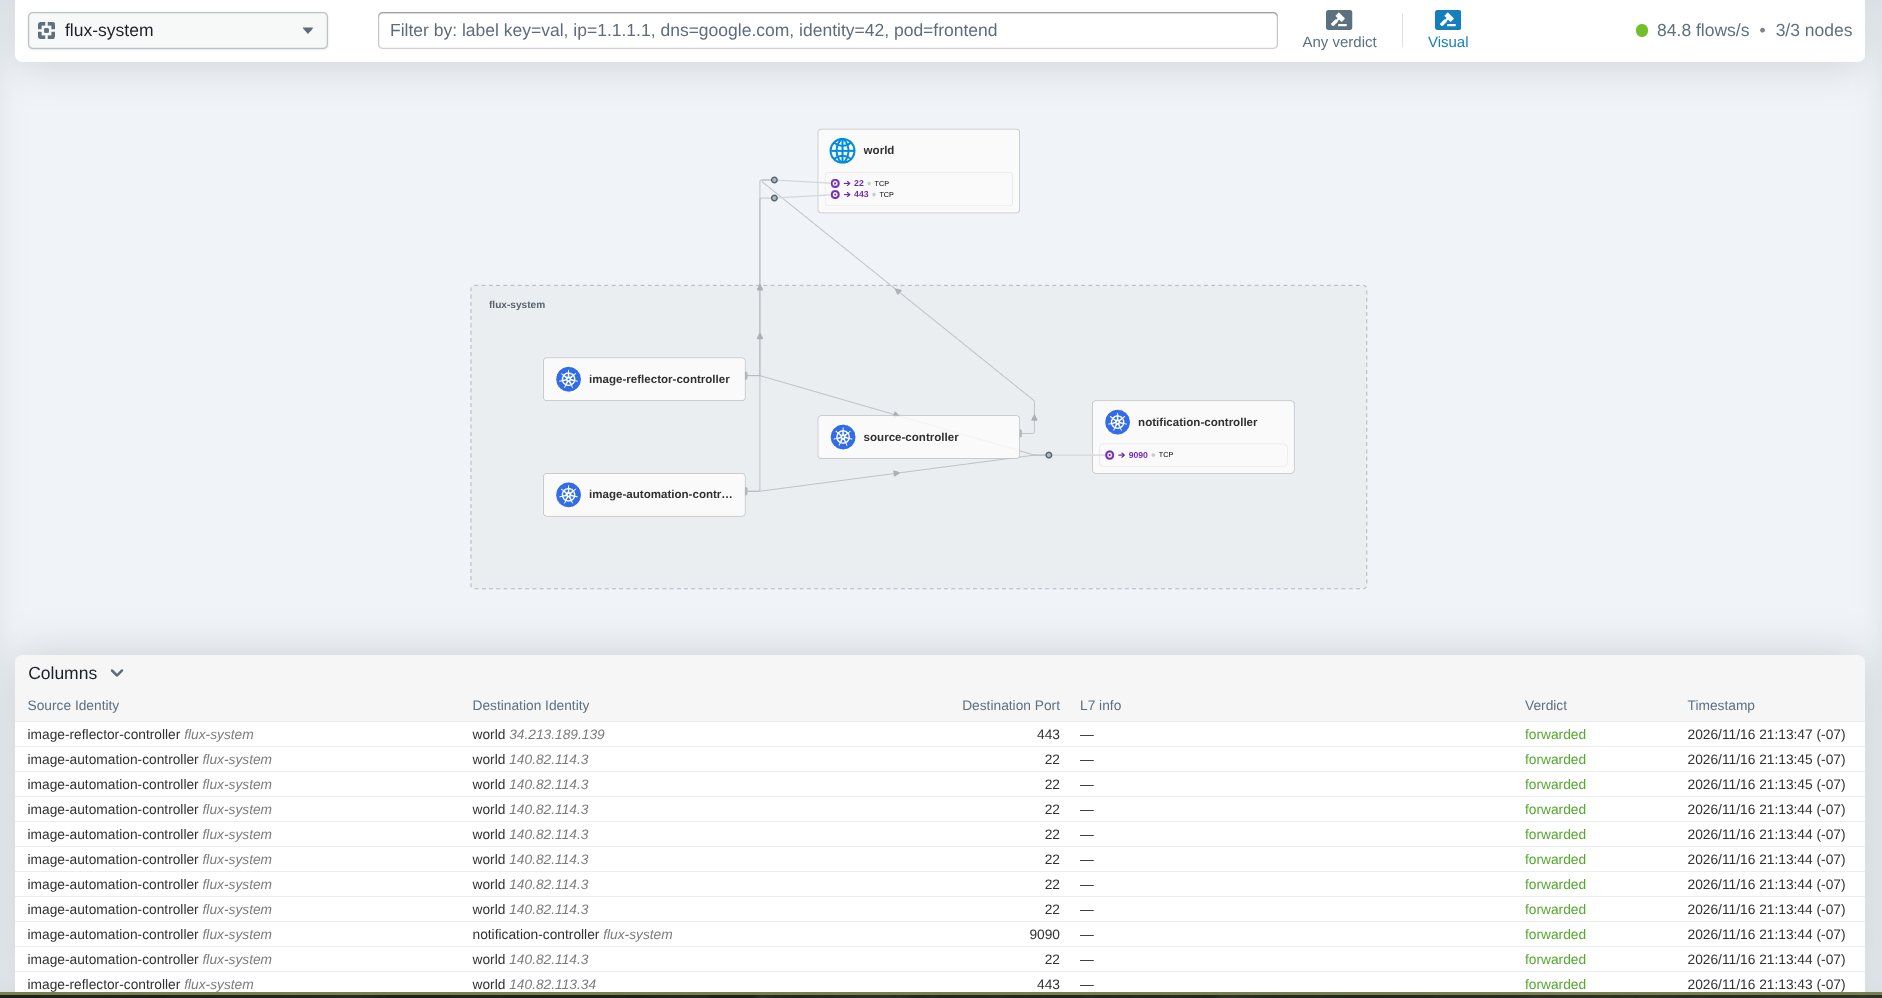 flux-system
Filter by: label key=val, ip=1.1.1.1, dns=google.com, identity=42, pod=frontend
Any verdict
Visual
84.8 flows/s • 3/3 nodes
world
→ 22 • TCP
→ 443 • TCP
flux-system
image-reflector-controller
source-controller
notification-controller
→ 9090 • TCP
image-automation-contr...
Columns
Source Identity Destination Identity Destination Port L7 info Verdict Timestamp
image-reflector-controller flux-system world 34.213.189.139 443 — forwarded 2026/11/16 21:13:47 (-07)
image-automation-controller flux-system world 140.82.114.3 22 — forwarded 2026/11/16 21:13:45 (-07)
image-automation-controller flux-system world 140.82.114.3 22 — forwarded 2026/11/16 21:13:45 (-07)
image-automation-controller flux-system world 140.82.114.3 22 — forwarded 2026/11/16 21:13:44 (-07)
image-automation-controller flux-system world 140.82.114.3 22 — forwarded 2026/11/16 21:13:44 (-07)
image-automation-controller flux-system world 140.82.114.3 22 — forwarded 2026/11/16 21:13:44 (-07)
image-automation-controller flux-system world 140.82.114.3 22 — forwarded 2026/11/16 21:13:44 (-07)
image-automation-controller flux-system world 140.82.114.3 22 — forwarded 2026/11/16 21:13:44 (-07)
image-automation-controller flux-system notification-controller flux-system 9090 — forwarded 2026/11/16 21:13:44 (-07)
image-automation-controller flux-system world 140.82.114.3 22 — forwarded 2026/11/16 21:13:44 (-07)
image-reflector-controller flux-system world 140.82.113.34 443 — forwarded 2026/11/16 21:13:43 (-07)